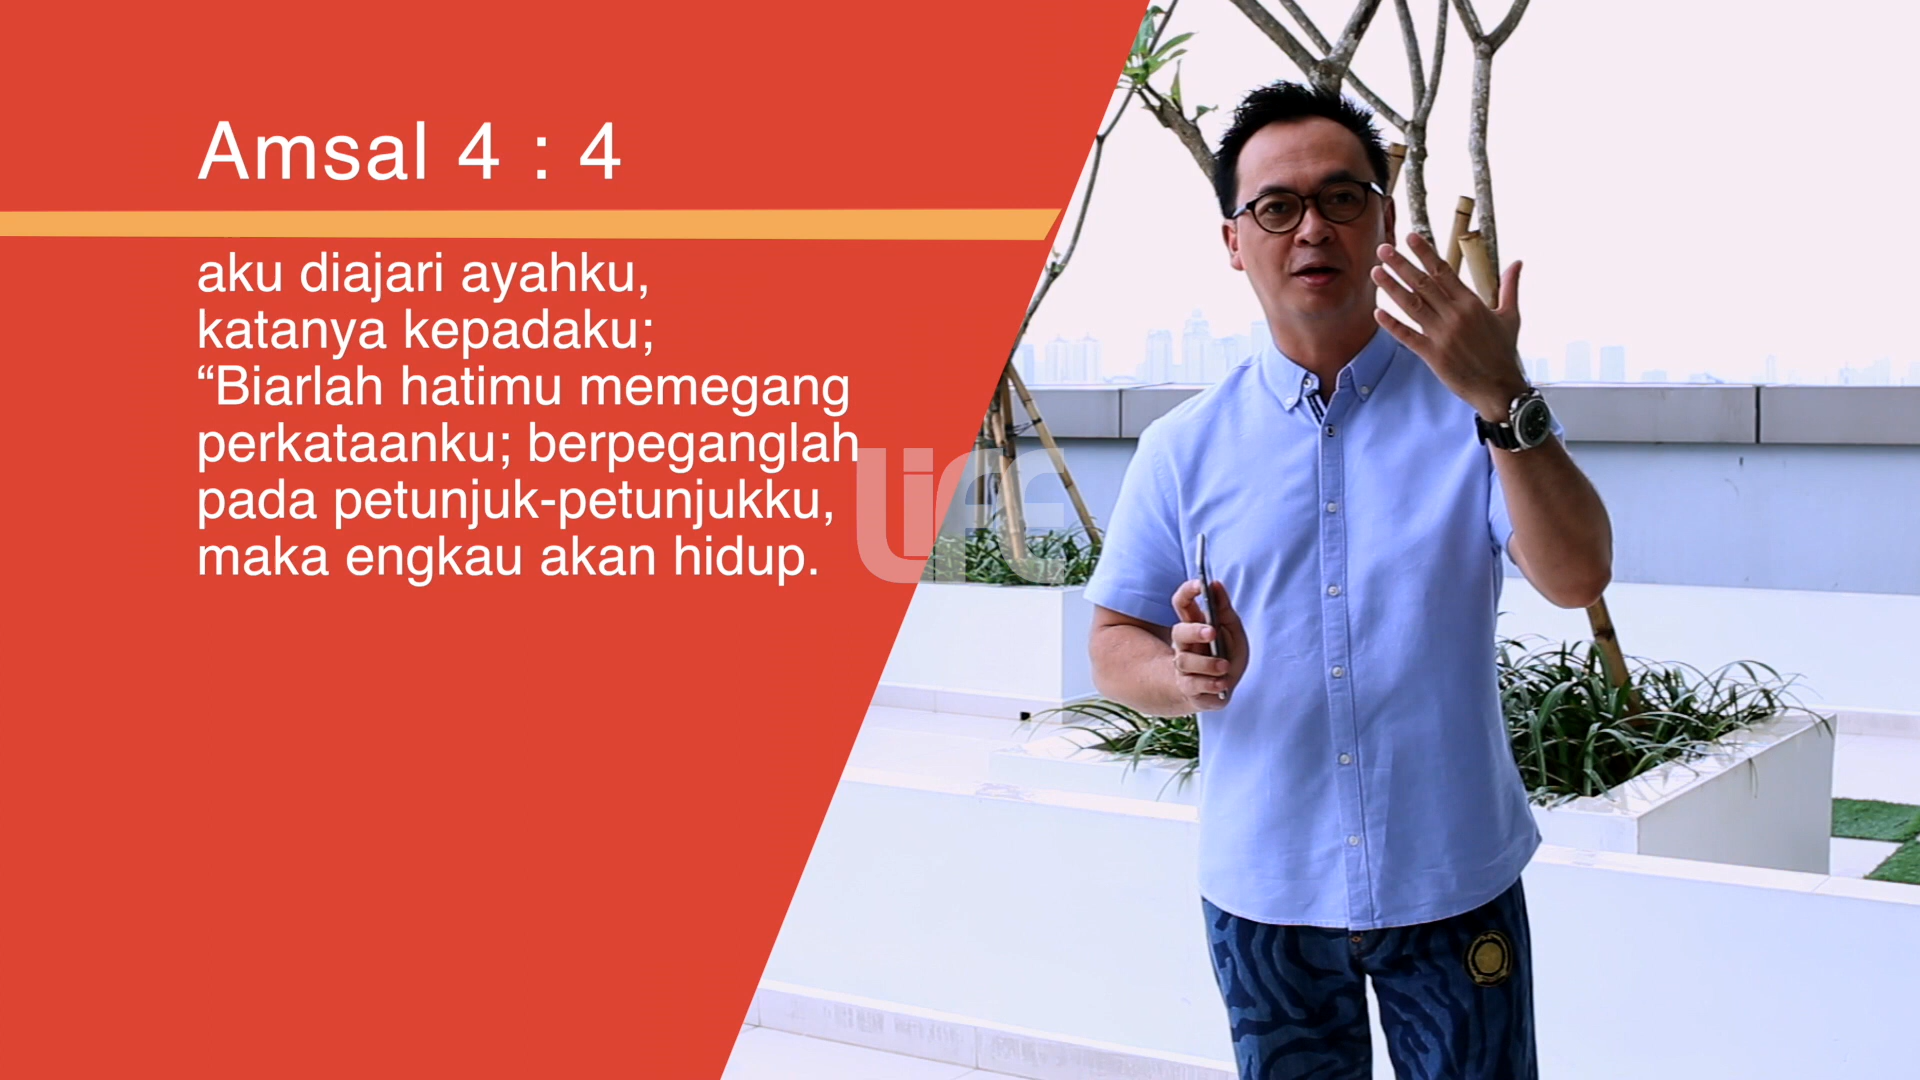 Amsal 4 : 4
aku diajari ayahku,
katanya kepadaku;
“Biarlah hatimu memegang
perkataanku; berpeganglah
pada petunjuk-petunjukku,
maka engkau akan hidup.
Life